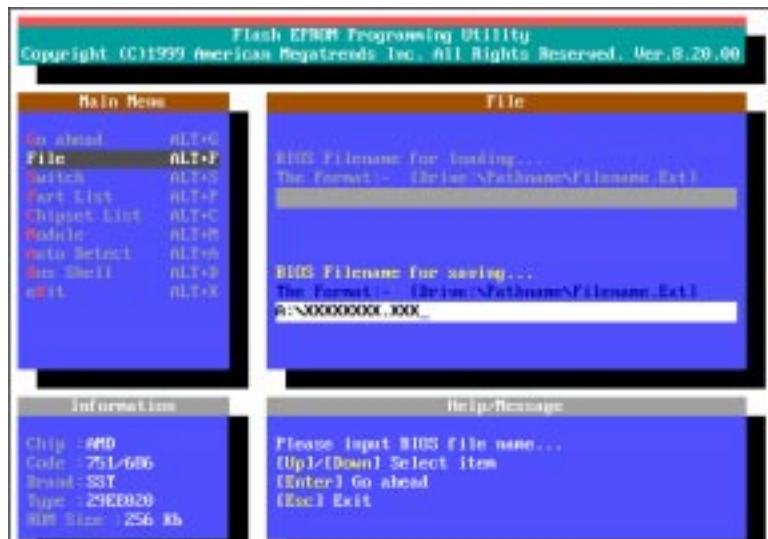 Flash EPROM Programming Utility
Copyright (C)1999 American Megatrends Inc. All Rights Reserved. Ver.8.20.00
Main Menu
Go ahead ALT+G
File ALT+F
Switch ALT+S
Part List ALT+P
Chipset List ALT+C
Module ALT+M
Auto Detect ALT+A
Dos Shell ALT+D
eXit ALT+X
File
BIOS Filename for loading...
The Format:- [Drive:\Pathname\Filename.Ext]
BIOS Filename for saving...
The Format:- [Drive:\Pathname\Filename.Ext]
A:\XXXXXXXX.XXX_
Information
Chip :AMD
Code :751/686
Brand:SST
Type :29EE020
ROM Size :256 Kb
Help/Message
Please input BIOS file name...
[Up]/[Down] Select item
[Enter] Go ahead
[Esc] Exit